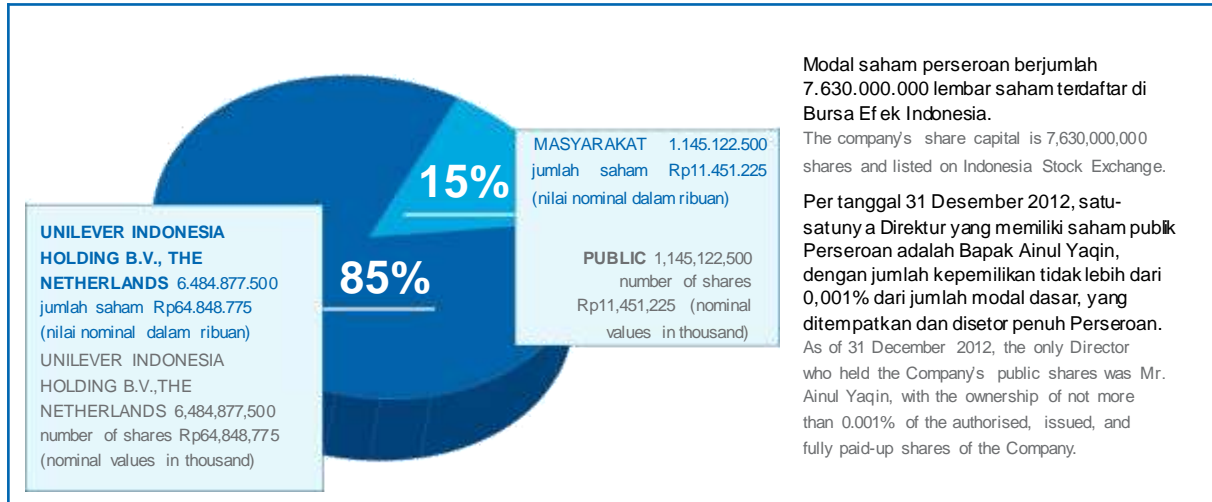 15%
MASYARAKAT 1.145.122.500
jumlah saham Rp11.451.225
(nilai nominal dalam ribuan)
PUBLIC 1,145,122,500
number of shares
Rp11,451,225 (nominal
values in thousand)
85%
UNILEVER INDONESIA
HOLDING B.V., THE
NETHERLANDS 6.484.877.500
jumlah saham Rp64.848.775
(nilai nominal dalam ribuan)
UNILEVER INDONESIA
HOLDING B.V.,THE
NETHERLANDS 6,484,877,500
number of shares Rp64,848,775
(nominal values in thousand)
Modal saham perseroan berjumlah
7.630.000.000 lembar saham terdaftar di
Bursa Efek Indonesia.
The company's share capital is 7,630,000,000
shares and listed on Indonesia Stock Exchange.
Per tanggal 31 Desember 2012, satu-
satunya Direktur yang memiliki saham publik
Perseroan adalah Bapak Ainul Yaqin,
dengan jumlah kepemilikan tidak lebih dari
0,001% dari jumlah modal dasar, yang
ditempatkan dan disetor penuh Perseroan.
As of 31 December 2012, the only Director
who held the Company's public shares was Mr.
Ainul Yaqin, with the ownership of not more
than 0.001% of the authorised, issued, and
fully paid-up shares of the Company.